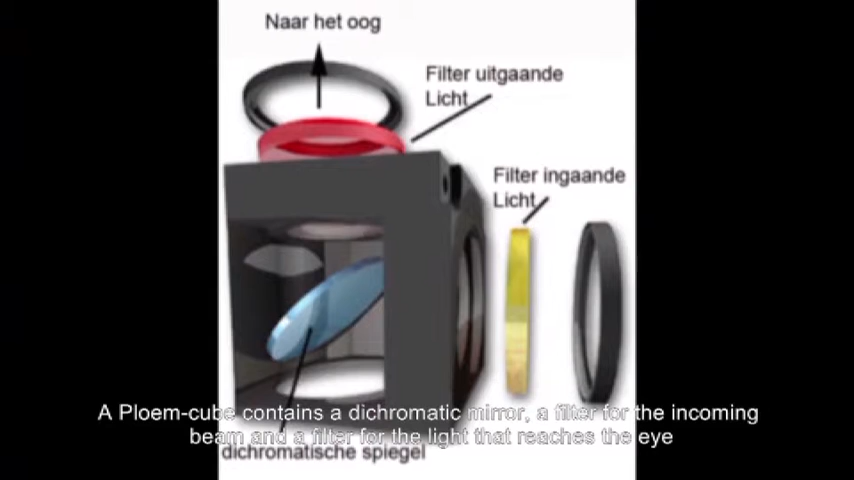 Naar het oog
Filter uitgaande
Licht
Filter ingaande
Licht
A Ploem-cube contains a dichromatic mirror, a filter for the incoming
beam and a filter for the light that reaches the eye
dichromatische spiegel